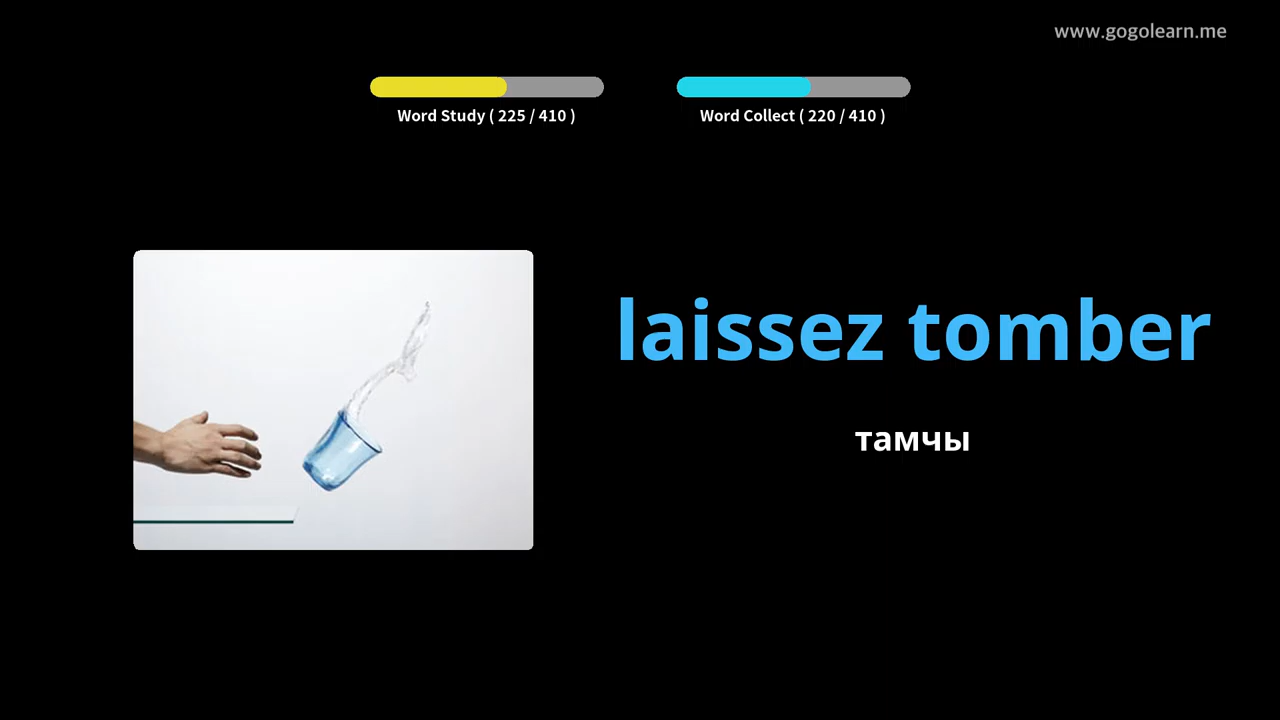 www.gogolearn.me
Word Study ( 225 / 410 )
Word Collect ( 220 / 410 )
laissez tomber
тамчы